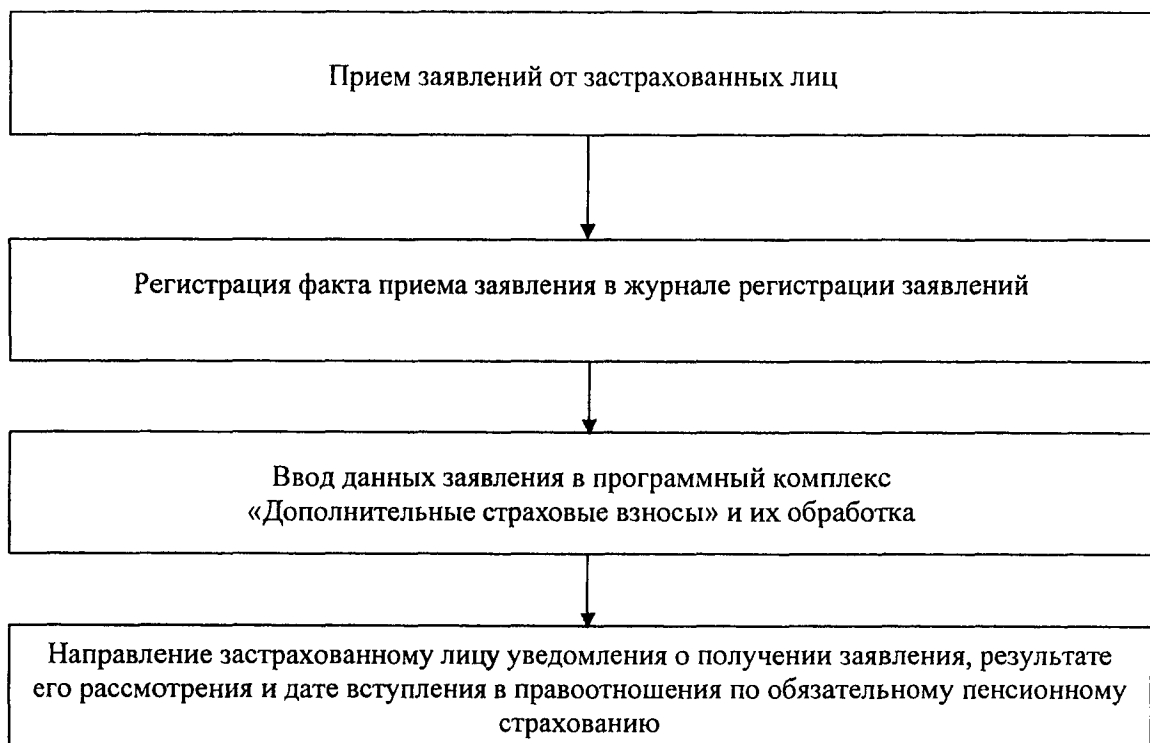 Прием заявлений от застрахованных лиц
Регистрация факта приема заявления в журнале регистрации заявлений
Ввод данных заявления в программный комплекс
«Дополнительные страховые взносы» и их обработка
Направление застрахованному лицу уведомления о получении заявления, результате
его рассмотрения и дате вступления в правоотношения по обязательному пенсионному
страхованию